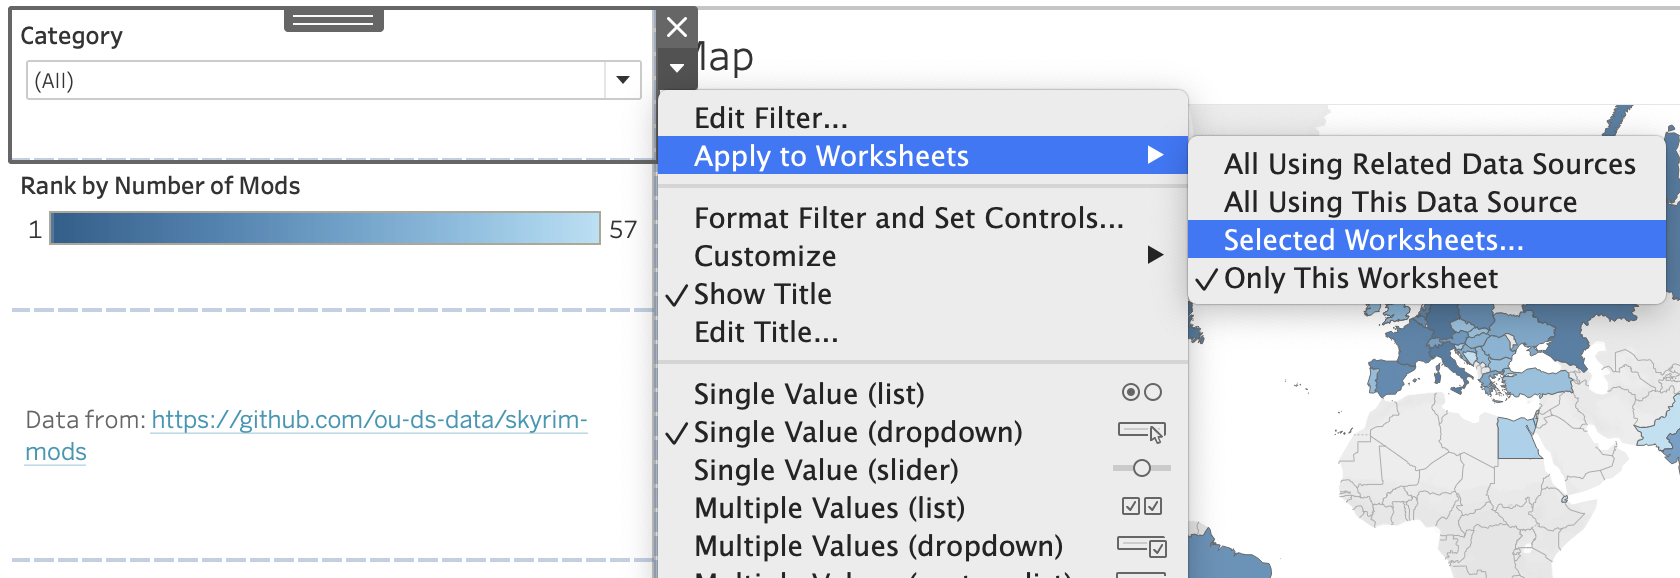 Category
(All)
Rank by Number of Mods
1
57
Data from: https://github.com/ou-ds-data/skyrim-
mods
Map
Edit Filter...
Apply to Worksheets
Format Filter and Set Controls...
Customize
Show Title
Edit Title...
Single Value (list)
Single Value (dropdown)
Single Value (slider)
Multiple Values (list)
Multiple Values (dropdown)
All Using Related Data Sources
All Using This Data Source
Selected Worksheets...
Only This Worksheet